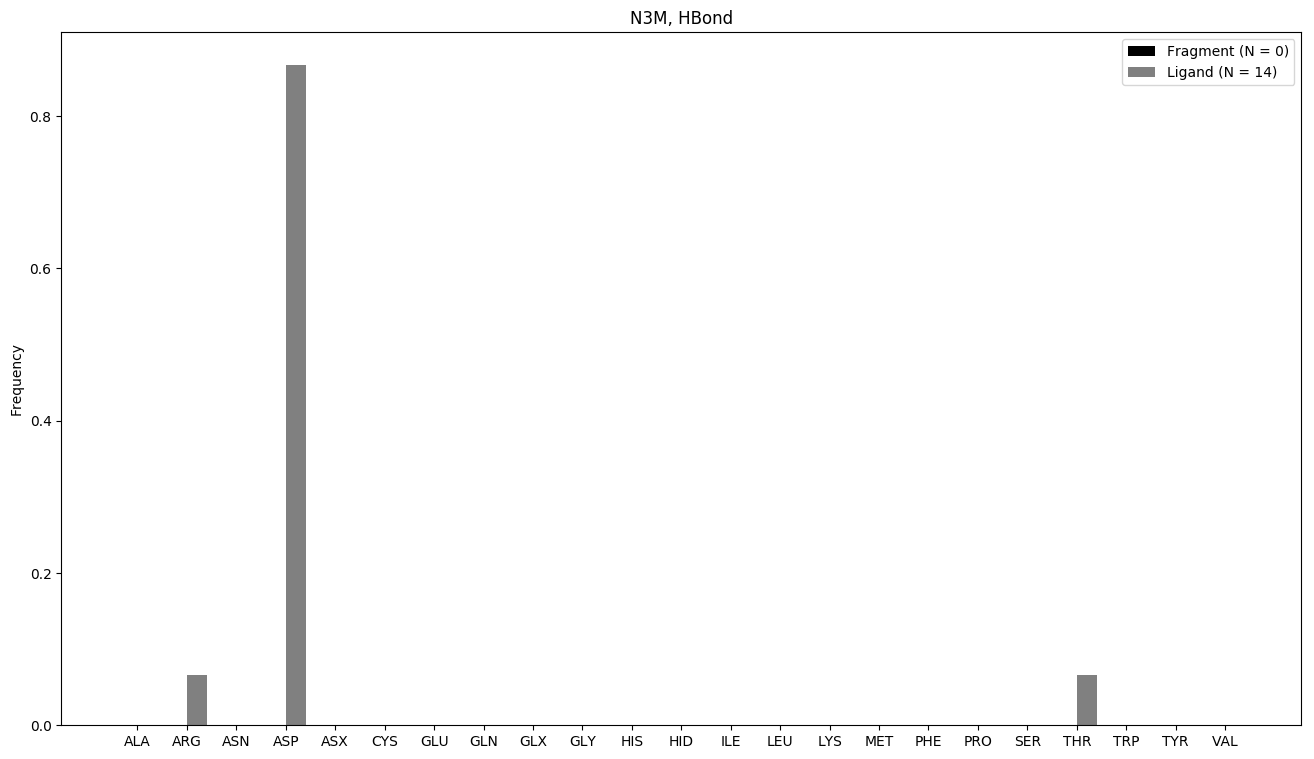 N3M, HBond
Fragment (N = 0)
Ligand (N = 14)
Frequency
0.8
0.6
0.4
0.2
0.0
ALA ARG ASN ASP ASX CYS GLU GLN GLX GLY HIS HID ILE LEU LYS MET PHE PRO SER THR TRP TYR VAL